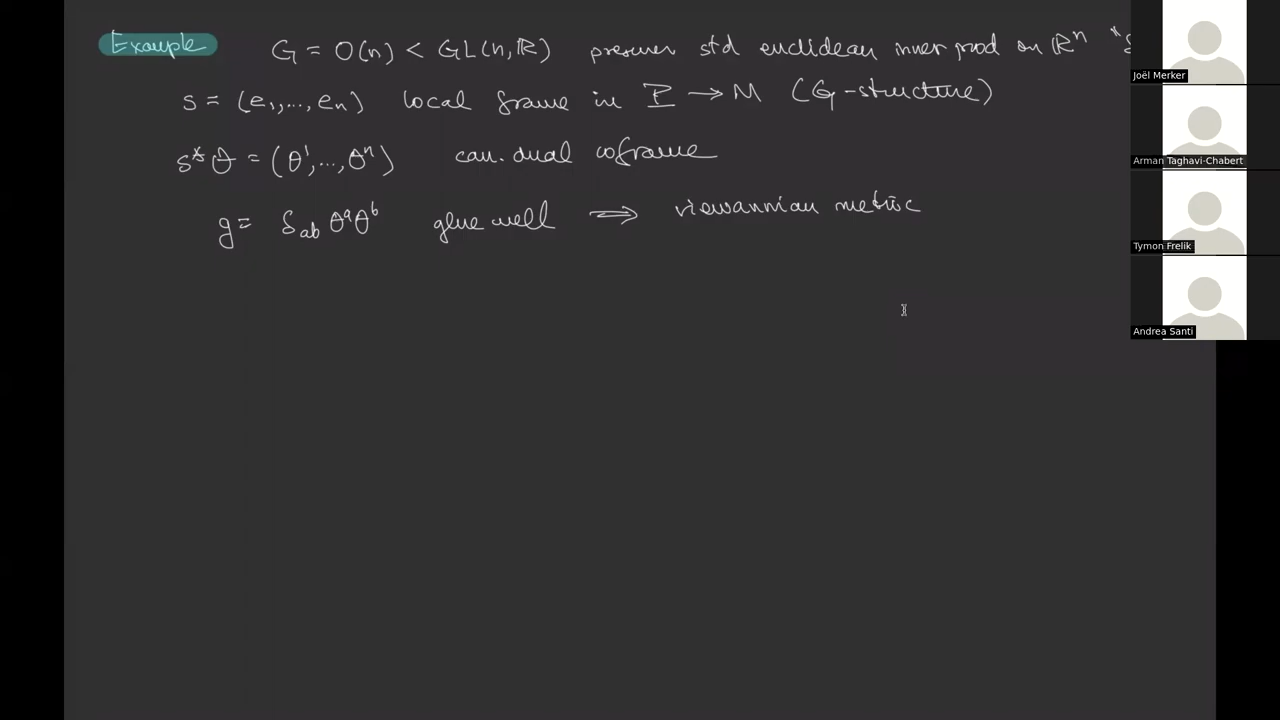 Example G = O(n) < GL(n,ℝ) preserves std euclidean inner prod on ℝⁿ
s = (e₁,...,eₙ) local frame in P → M (G-structure)
s*θ = (θ¹,...,θⁿ) can. dual coframe
g = δ_ab θᵃθᵇ glue well ⟹ riemannian metric
Joël Merker
Arman Taghavi-Chabert
Tymon Frelik
Andrea Santi